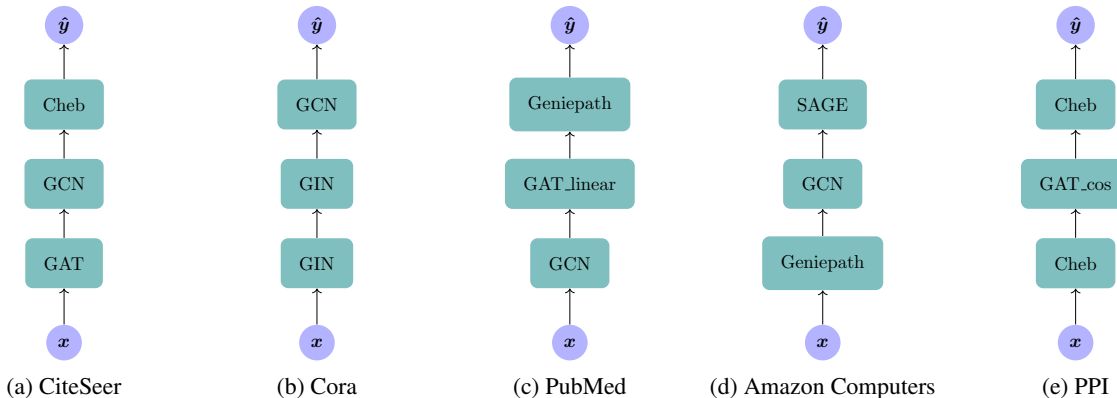 ŷ
Cheb
GCN
GAT
x
(a) CiteSeer
ŷ
GCN
GIN
GIN
x
(b) Cora
ŷ
Geniepath
GAT_linear
GCN
x
(c) PubMed
ŷ
SAGE
GCN
Geniepath
x
(d) Amazon Computers
ŷ
Cheb
GAT_cos
Cheb
x
(e) PPI